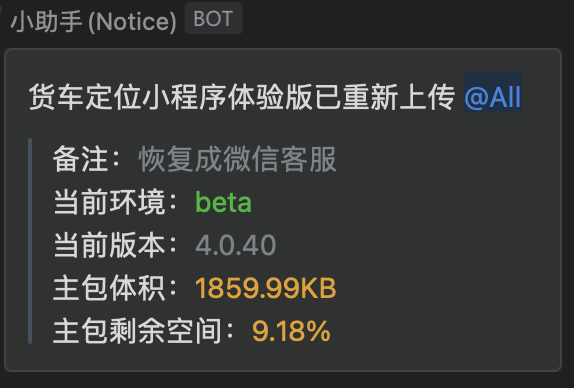 小助手(Notice) BOT
货车定位小程序体验版已重新上传 @All
备注：恢复成微信客服
当前环境：beta
当前版本：4.0.40
主包体积：1859.99KB
主包剩余空间：9.18%